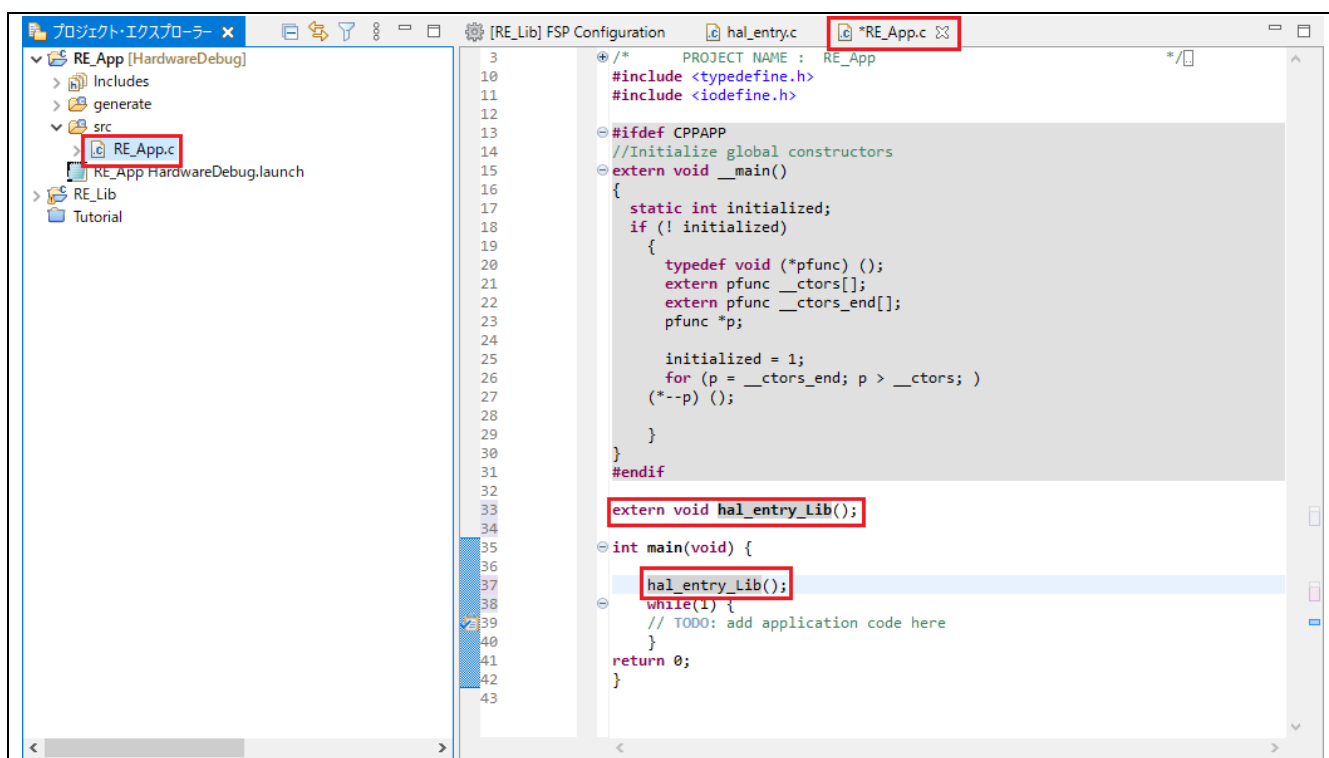 プロジェクト・エクスプローラー
RE_App [HardwareDebug]
Includes
generate
src
RE_App.c
RE_App HardwareDebug.launch
RE_Lib
Tutorial
[RE_Lib] FSP Configuration hal_entry.c *RE_App.c
3 /* PROJECT NAME : RE_App */
10 #include <typedefine.h>
11 #include <iodefine.h>
12
13 #ifdef CPPAPP
14 //Initialize global constructors
15 extern void __main()
16 {
17 static int initialized;
18 if (! initialized)
19 {
20 typedef void (*pfunc) ();
21 extern pfunc __ctors[];
22 extern pfunc __ctors_end[];
23 pfunc *p;
24
25 initialized = 1;
26 for (p = __ctors_end; p > __ctors; )
27 (*--p) ();
28
29 }
30 }
31 #endif
32
33 extern void hal_entry_Lib();
34
35 int main(void) {
36
37 hal_entry_Lib();
38 while(1) {
39 // TODO: add application code here
40 }
41 return 0;
42 }
43